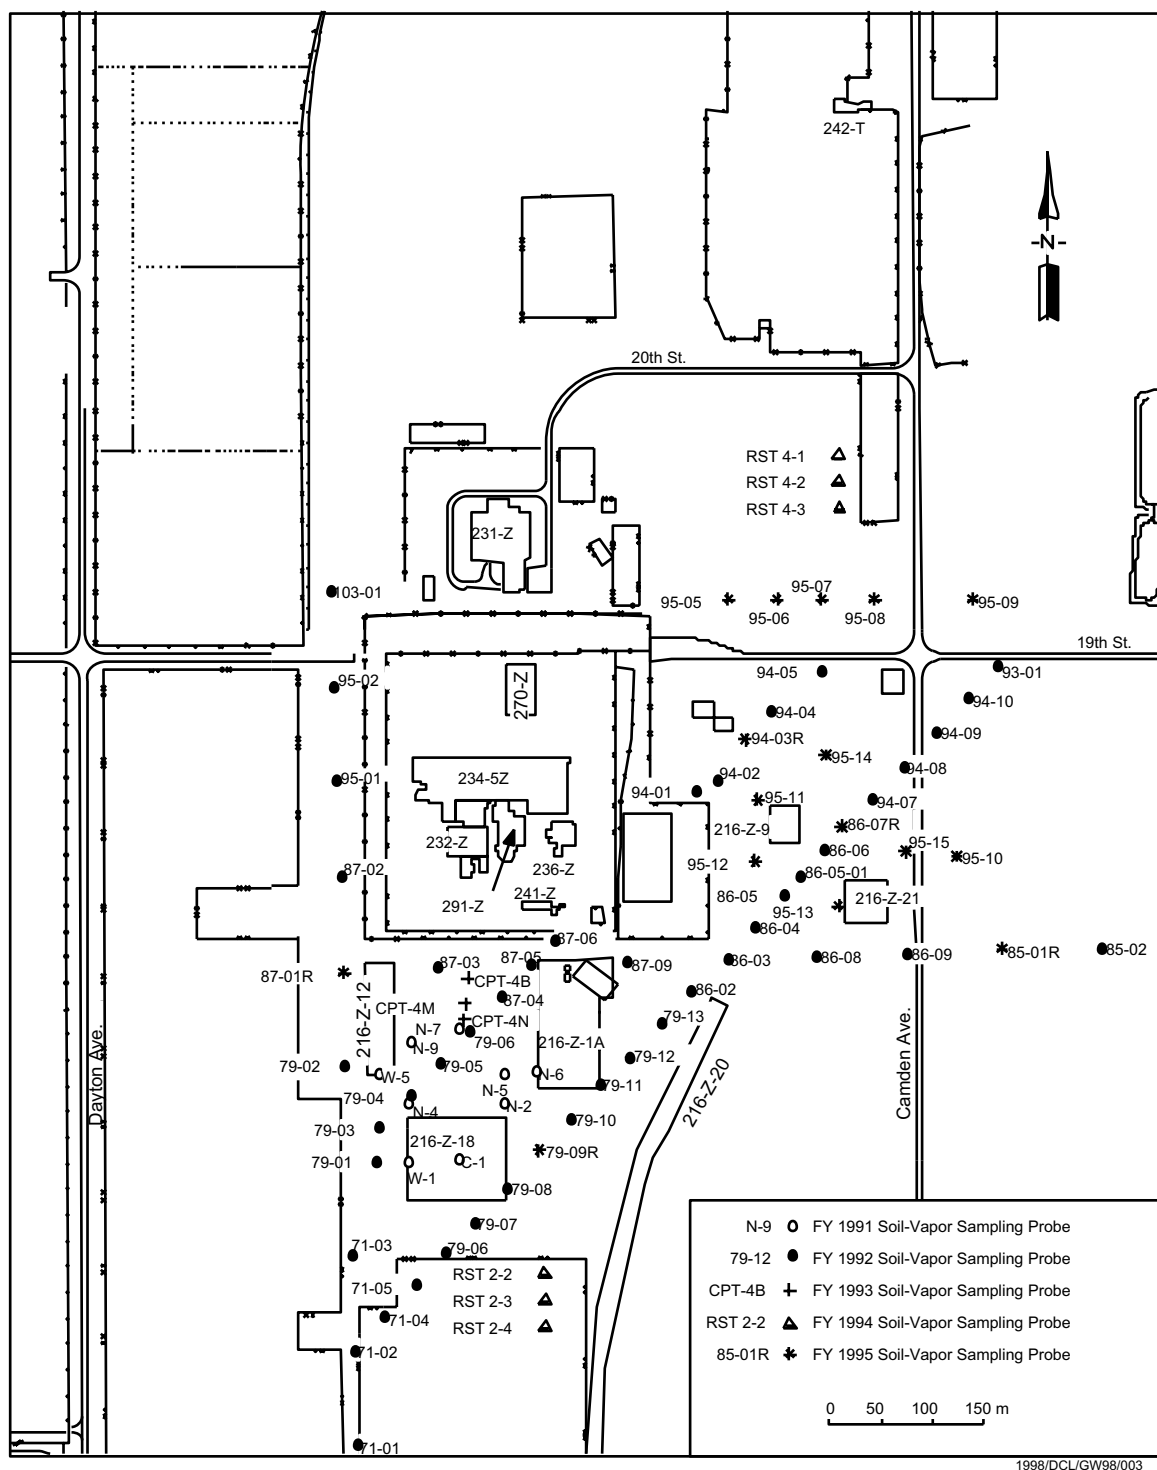 242-T
-N-
20th St.
RST 4-1
RST 4-2
RST 4-3
231-Z
103-01
95-05
95-06
95-07
95-08
95-09
19th St.
95-02
270-Z
94-05
93-01
94-10
94-04
94-03R
94-09
95-14
234-5Z
95-01
94-02
94-01
94-08
95-11
94-07
216-Z-9
86-07R
232-Z
236-Z
95-12
86-06
95-15
95-10
87-02
86-05-01
291-Z
241-Z
86-05
95-13
216-Z-21
86-04
87-06
87-01R
87-03
87-05
87-09
86-03
86-08
86-09
85-01R
85-02
216-Z-12
CPT-4B
CPT-4M
87-04
86-02
CPT-4N
N-7
79-06
216-Z-1A
79-13
N-9
79-02
79-05
79-12
W-5
N-6
N-5
79-11
79-04
N-4
N-2
216-Z-20
Dayton Ave.
Camden Ave.
79-03
79-10
216-Z-18
79-09R
79-01
C-1
W-1
79-08
79-07
71-03
79-06
RST 2-2
71-05
RST 2-3
71-04
RST 2-4
71-02
71-01
N-9 FY 1991 Soil-Vapor Sampling Probe
79-12 FY 1992 Soil-Vapor Sampling Probe
CPT-4B FY 1993 Soil-Vapor Sampling Probe
RST 2-2 FY 1994 Soil-Vapor Sampling Probe
85-01R FY 1995 Soil-Vapor Sampling Probe
0 50 100 150 m
1998/DCL/GW98/003